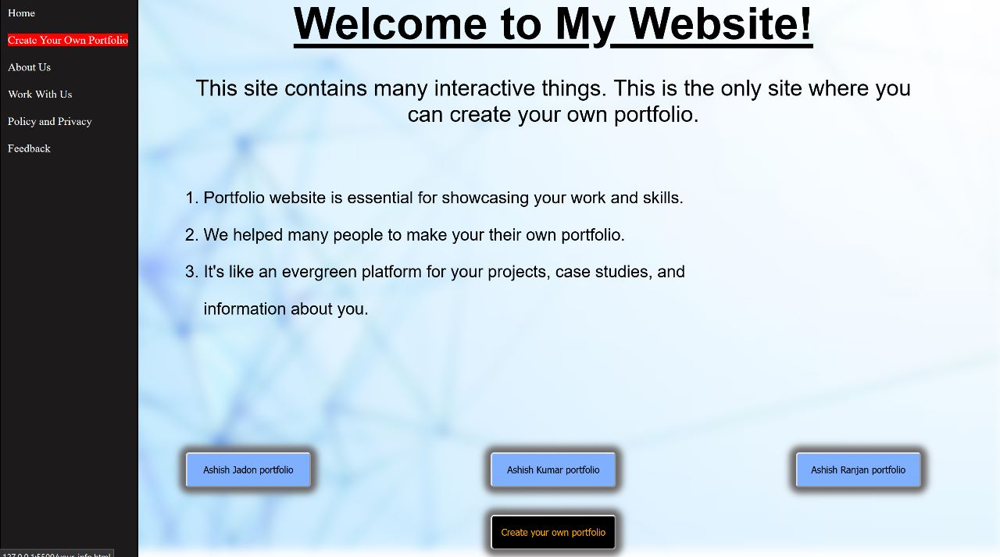 Home
Create Your Own Portfolio
About Us
Work With Us
Policy and Privacy
Feedback
Welcome to My Website!
This site contains many interactive things. This is the only site where you
can create your own portfolio.
1. Portfolio website is essential for showcasing your work and skills.
2. We helped many people to make your their own portfolio.
3. It's like an evergreen platform for your projects, case studies, and
information about you.
Ashish Jadon portfolio
Ashish Kumar portfolio
Ashish Ranjan portfolio
Create your own portfolio
127.0.0.1:5500/your_info.html